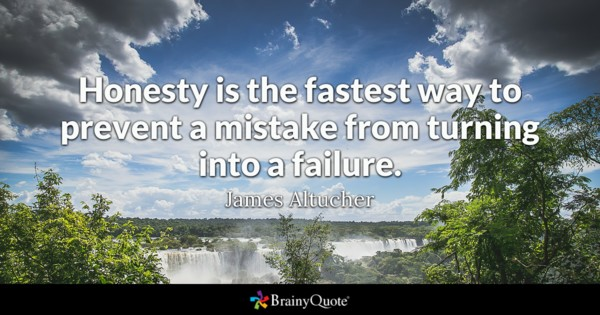 Honesty is the fastest way to
prevent a mistake from turning
into a failure.
James Altucher
BrainyQuote®